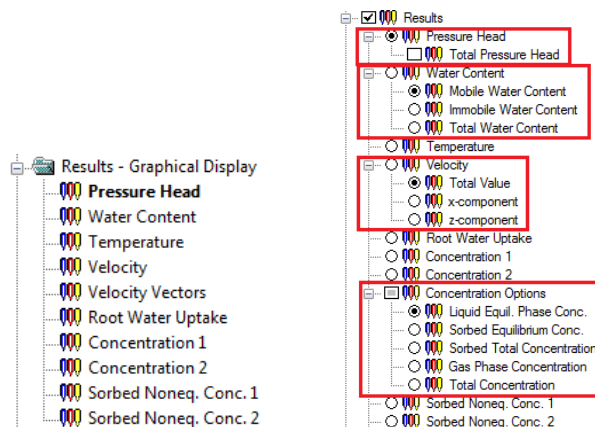 Results - Graphical Display
Pressure Head
Water Content
Temperature
Velocity
Velocity Vectors
Root Water Uptake
Concentration 1
Concentration 2
Sorbed Noneq. Conc. 1
Sorbed Noneq. Conc. 2
Results
Pressure Head
Total Pressure Head
Water Content
Mobile Water Content
Immobile Water Content
Total Water Content
Temperature
Velocity
Total Value
x-component
z-component
Root Water Uptake
Concentration 1
Concentration 2
Concentration Options
Liquid Equil. Phase Conc.
Sorbed Equilibrium Conc.
Sorbed Total Concentration
Gas Phase Concentration
Total Concentration
Sorbed Noneq. Conc. 1
Sorbed Noneq. Conc. 2